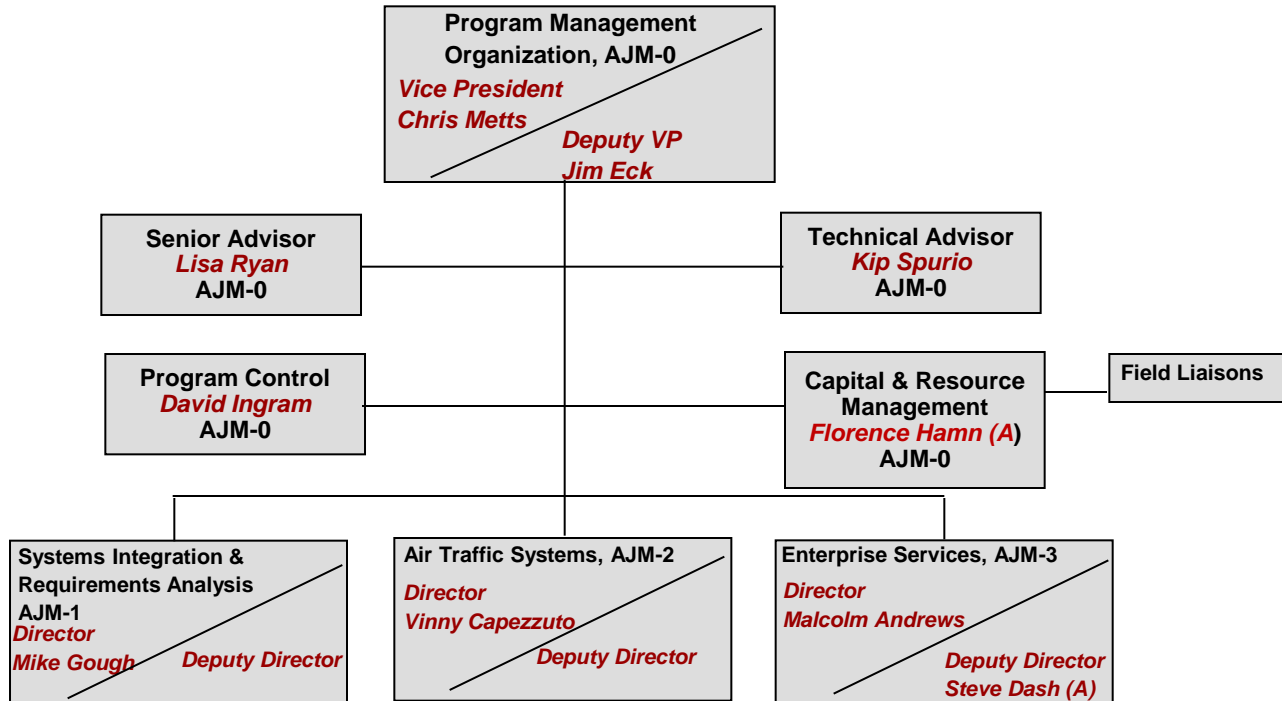 Program Management
Organization, AJM-0
Vice President
Chris Metts
Deputy VP
Jim Eck
Senior Advisor
Lisa Ryan
AJM-0
Technical Advisor
Kip Spurio
AJM-0
Program Control
David Ingram
AJM-0
Capital & Resource
Management
Florence Hamn (A)
AJM-0
Field Liaisons
Systems Integration &
Requirements Analysis
AJM-1
Director
Mike Gough
Deputy Director
Air Traffic Systems, AJM-2
Director
Vinny Capezzuto
Deputy Director
Enterprise Services, AJM-3
Director
Malcolm Andrews
Deputy Director
Steve Dash (A)